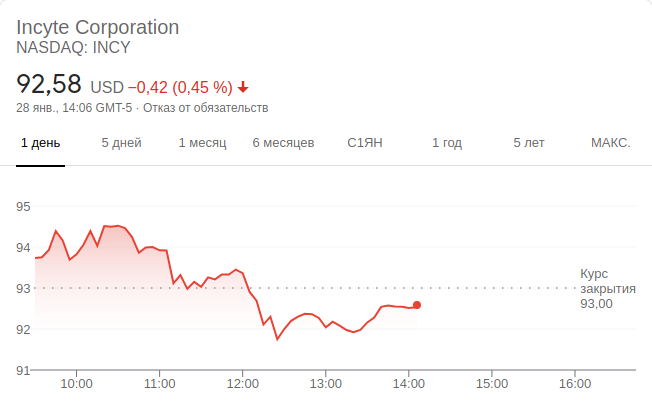 Incyte Corporation
NASDAQ: INCY
92,58 USD −0,42 (0,45 %)
28 янв., 14:06 GMT-5 · Отказ от обязательств
1 день 5 дней 1 месяц 6 месяцев С1ЯН 1 год 5 лет МАКС.
95
94
93
92
91
Курс
закрытия
93,00
10:00 11:00 12:00 13:00 14:00 15:00 16:00